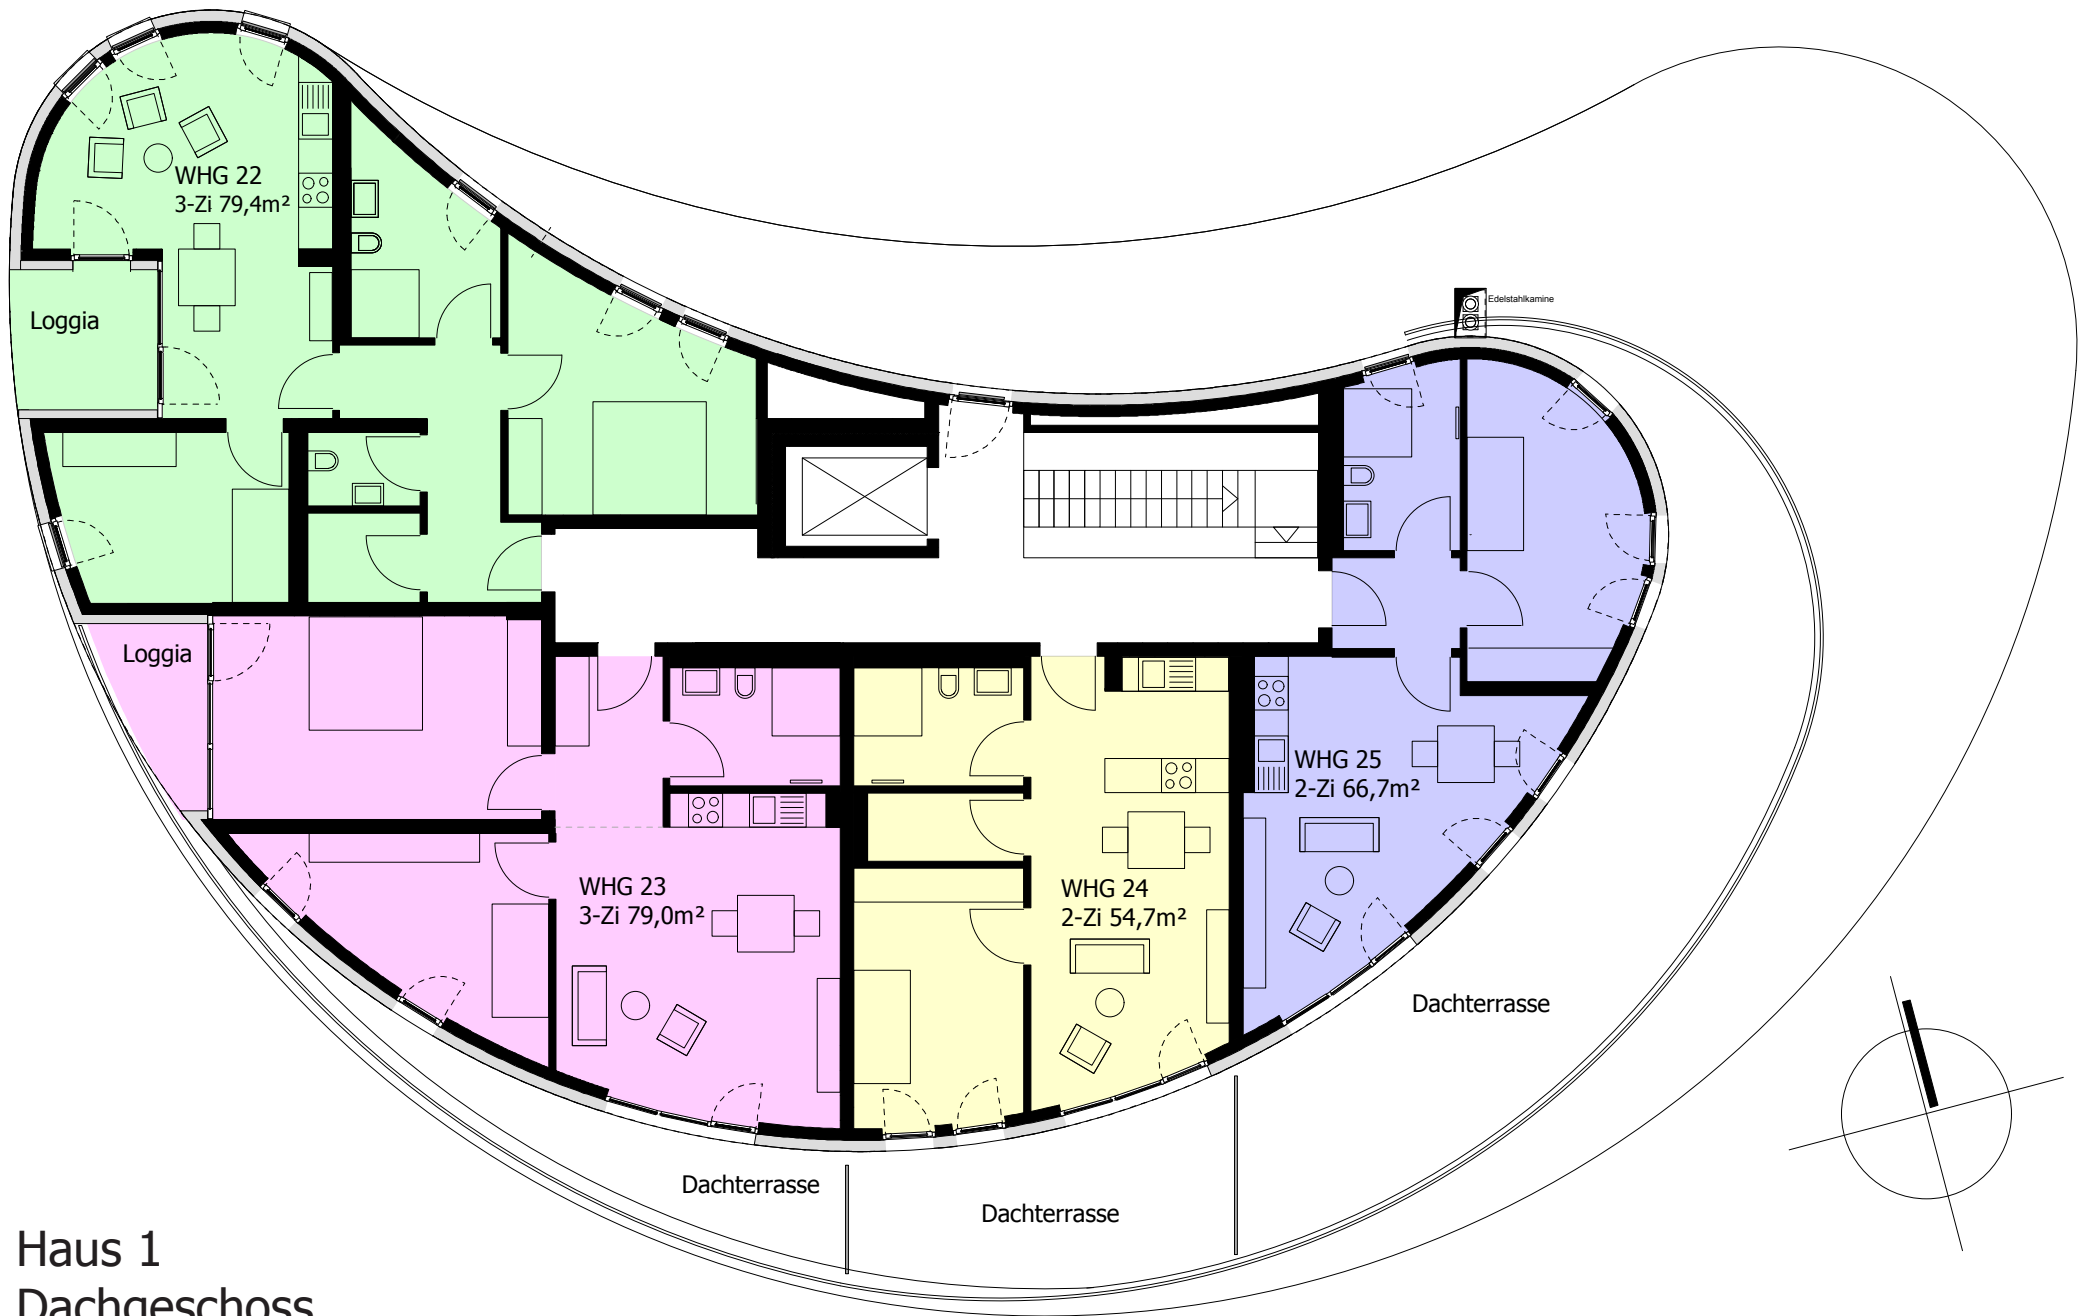 WHG 22
3-Zi 79,4m²
Loggia
Edelstahlkamine
Loggia
WHG 25
2-Zi 66,7m²
WHG 23
3-Zi 79,0m²
WHG 24
2-Zi 54,7m²
Dachterrasse
Dachterrasse
Dachterrasse
Haus 1
Dachgeschoss